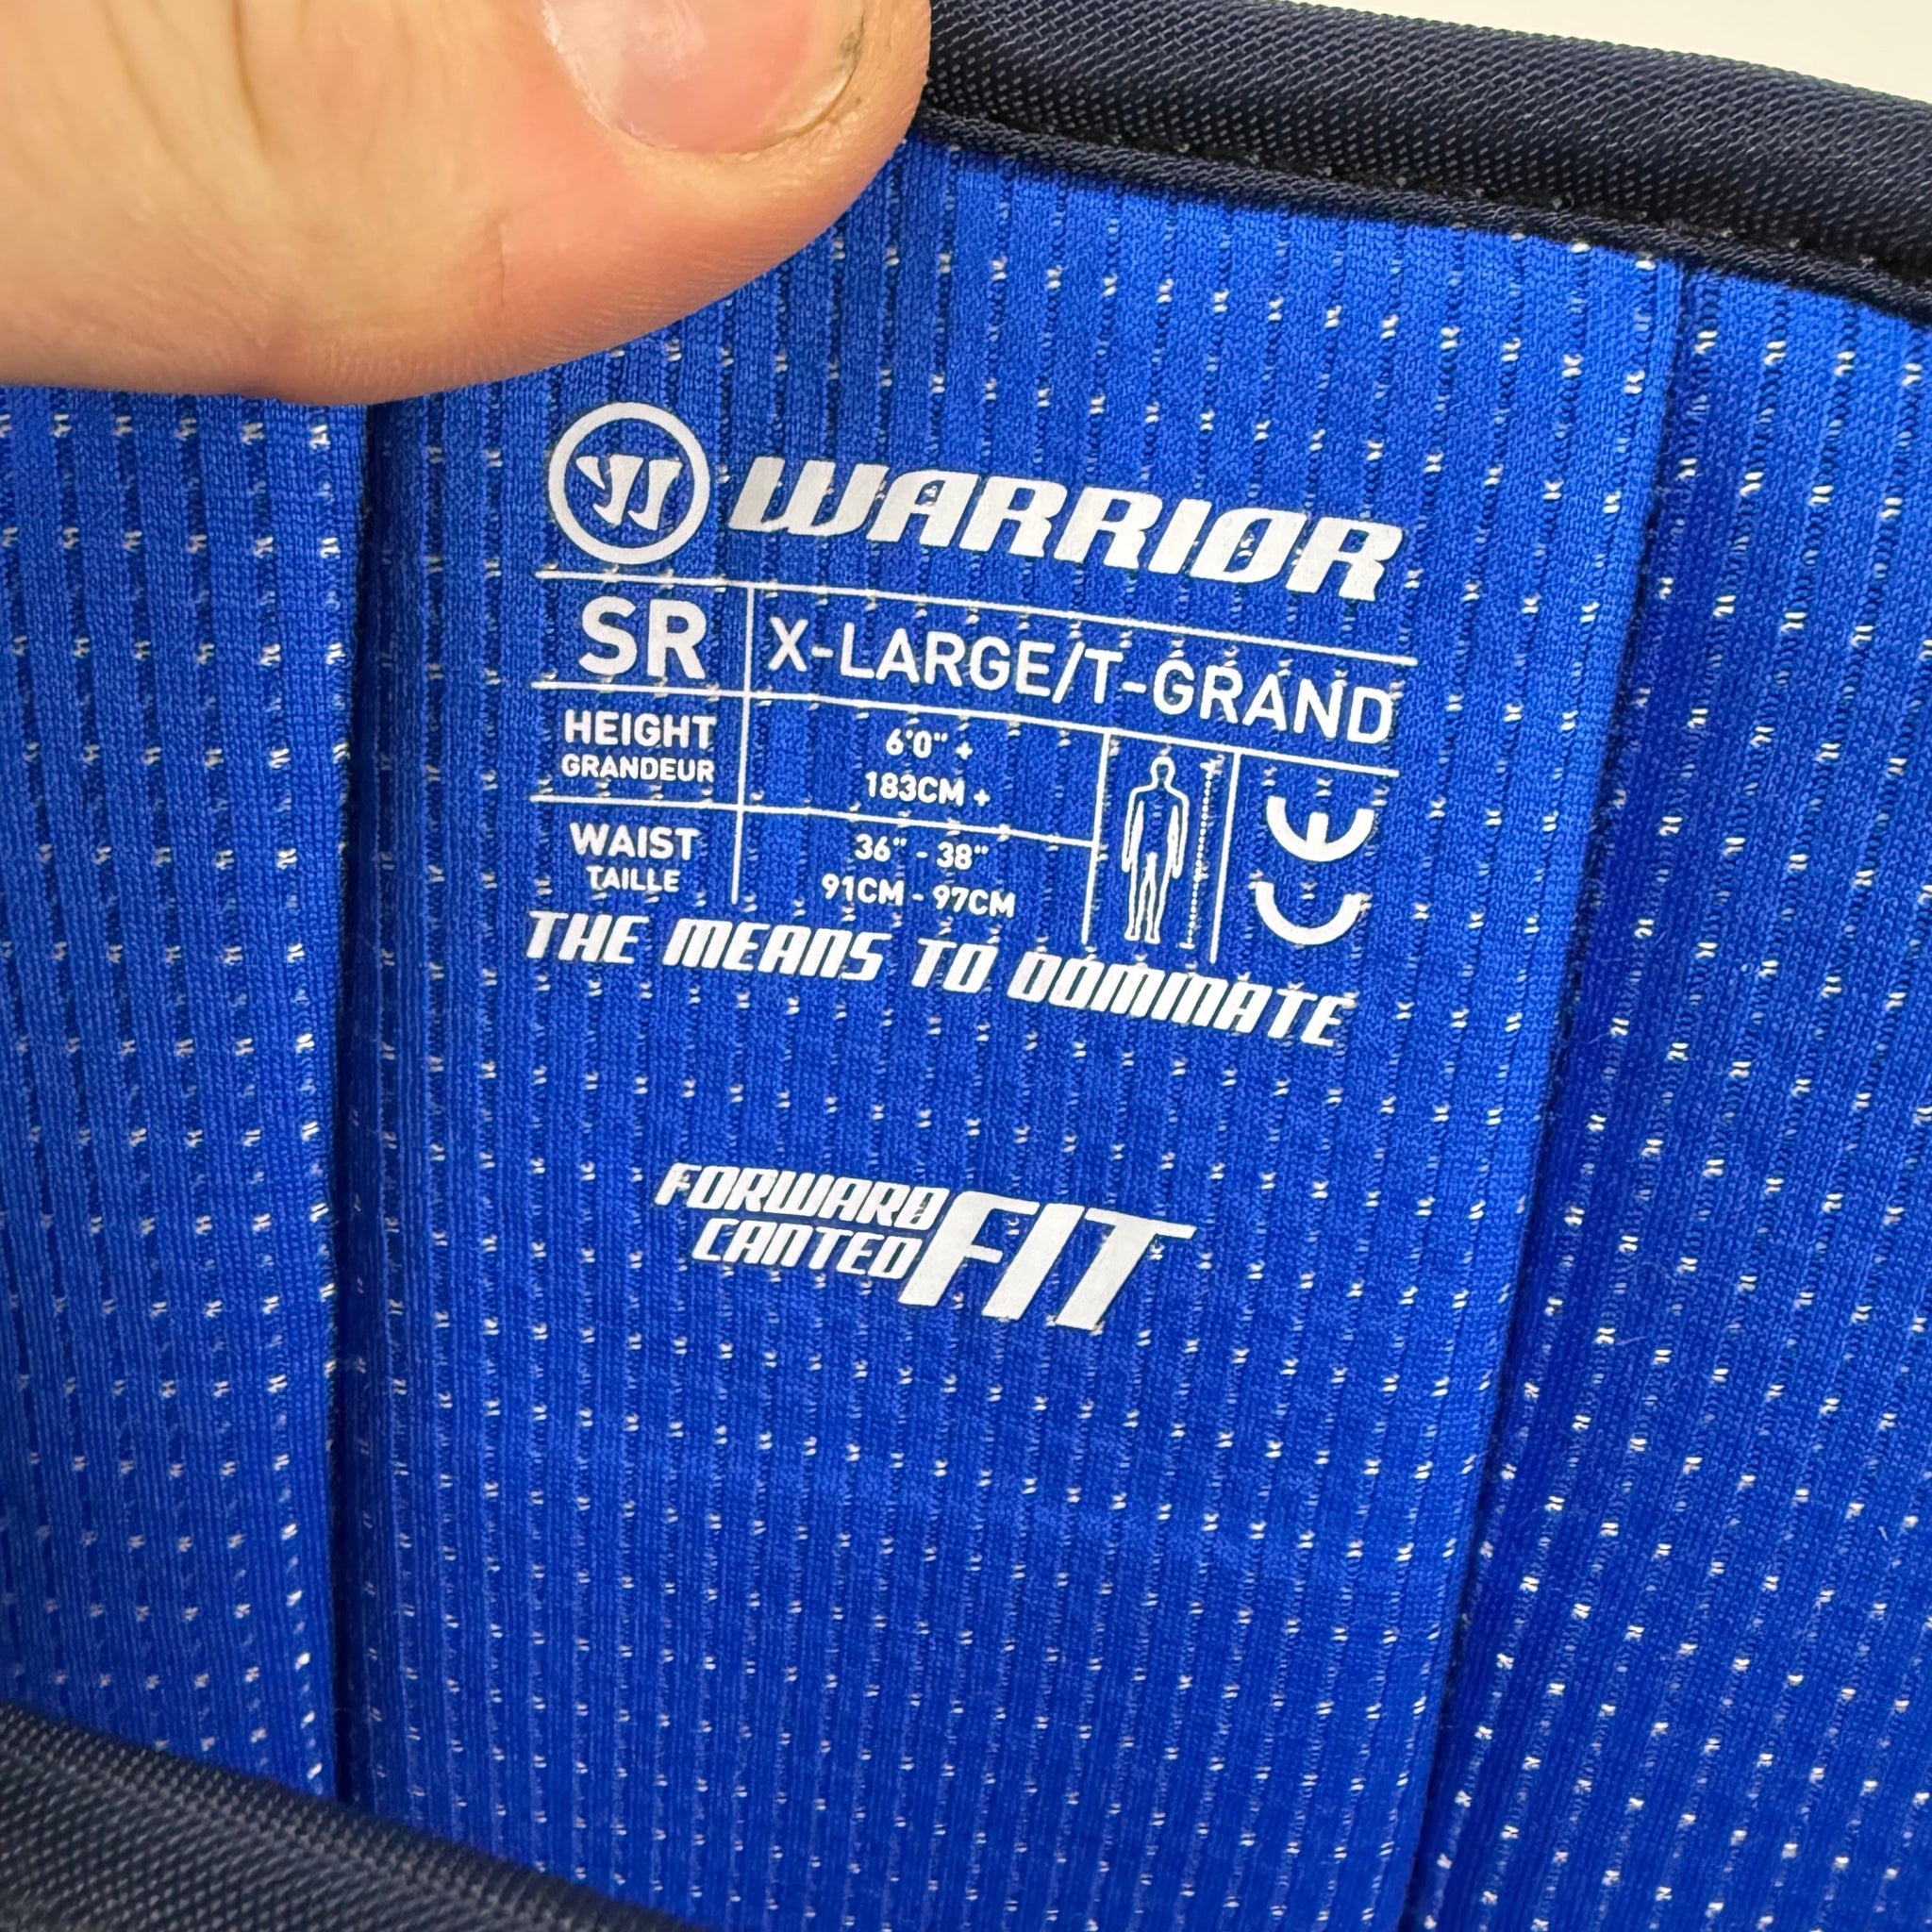 WARRIOR
SR X-LARGE/T-GRAND
HEIGHT
GRANDEUR
6'0" +
183CM +
WAIST
TAILLE
36" - 38"
91CM - 97CM
CE
THE MEANS TO DOMINATE
FORWARD
CANTED FIT